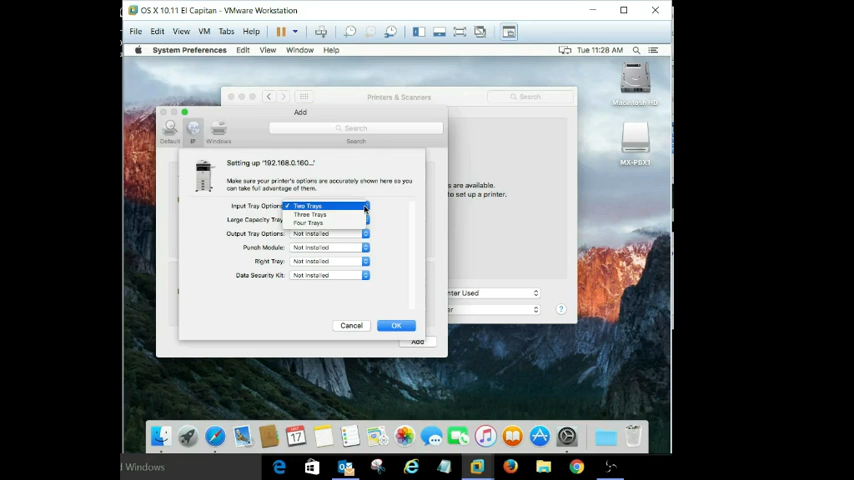 OS X 10.11 El Capitan - VMware Workstation
File Edit View VM Tabs Help
System Preferences Edit View Window Help
Tue 11:28 AM
Printers & Scanners
Search
Macintosh HD
Add
Search
Default IP Windows
Search
MX-PBX1
Setting up '192.168.0.160...'
Make sure your printer's options are accurately shown here so you
can take full advantage of them.
s are available.
to set up a printer.
Input Tray Option ✓ Two Trays
Three Trays
Large Capacity Tra
Four Trays
Output Tray Options: Not Installed
Punch Module: Not Installed
Right Tray: Not Installed
Data Security Kit: Not Installed
nter Used
er
?
Cancel OK
Add
17
d Windows